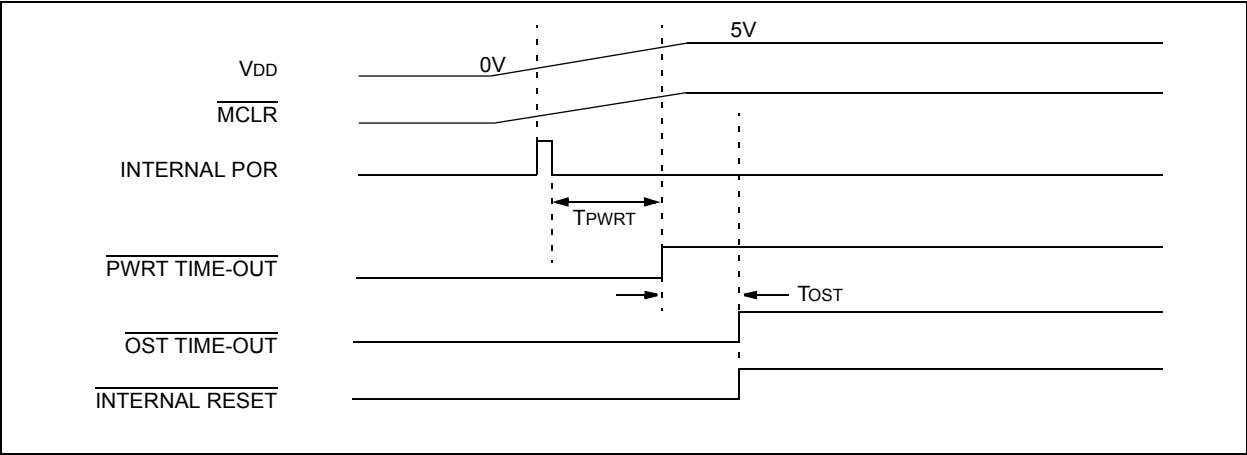 5V
VDD 0V
MCLR
INTERNAL POR
TPWRT
PWRT TIME-OUT
TOST
OST TIME-OUT
INTERNAL RESET